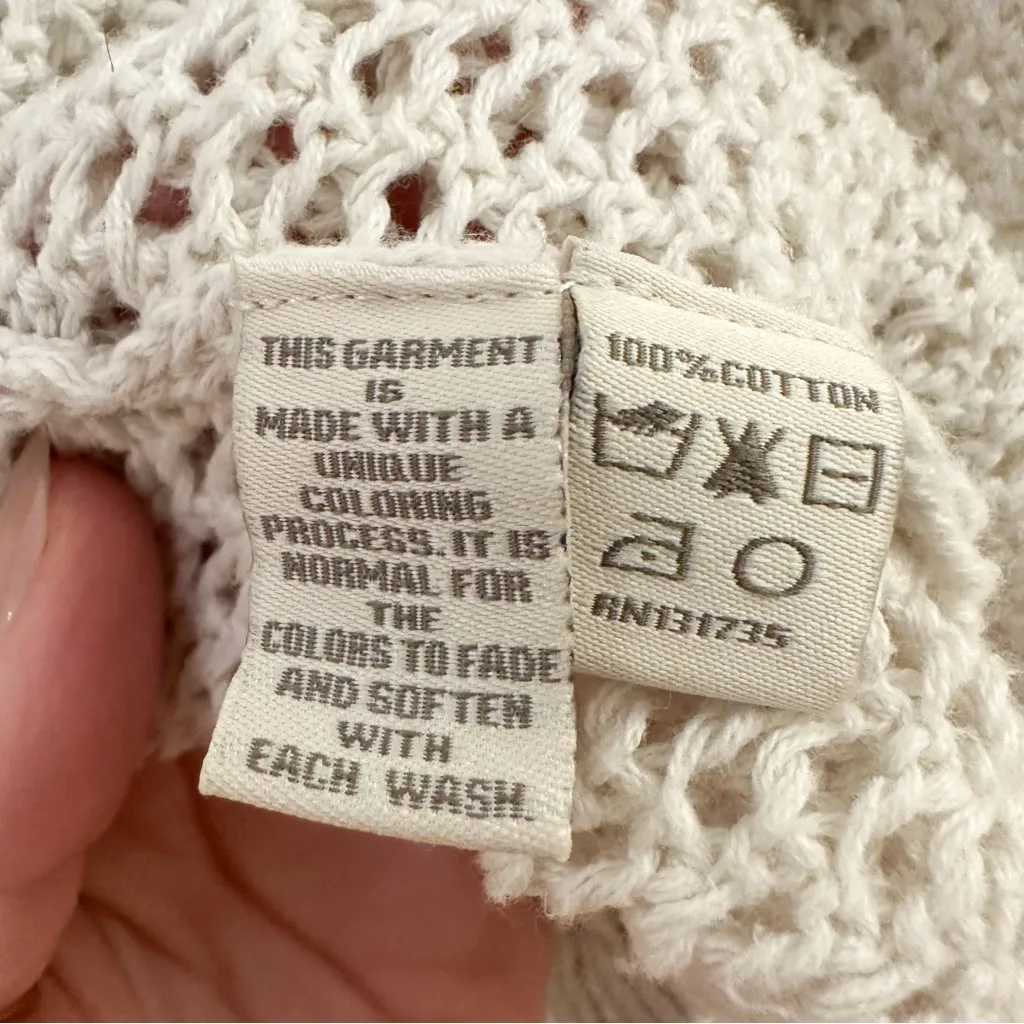 THIS GARMENT
IS
MADE WITH A
UNIQUE
COLORING
PROCESS. IT IS
NORMAL FOR
THE
COLORS TO FADE
AND SOFTEN
WITH
EACH WASH.
100%COTTON
RN131735